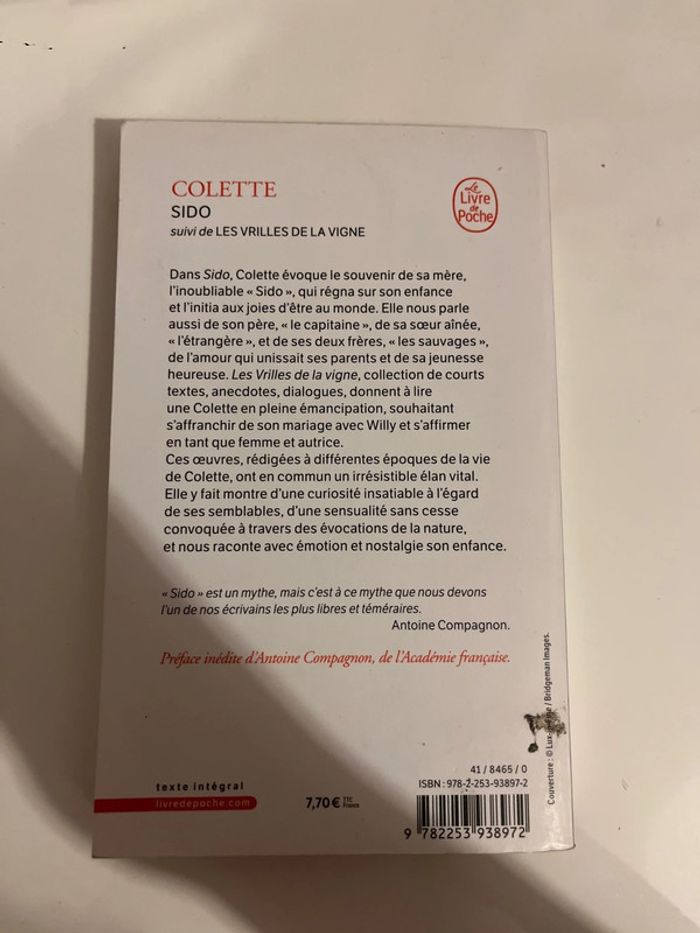 COLETTE
SIDO
suivi de LES VRILLES DE LA VIGNE
Le
Livre
de
Poche
Dans Sido, Colette évoque le souvenir de sa mère,
l'inoubliable « Sido », qui régna sur son enfance
et l'initia aux joies d'être au monde. Elle nous parle
aussi de son père, « le capitaine », de sa sœur aînée,
« l'étrangère », et de ses deux frères, « les sauvages »,
de l'amour qui unissait ses parents et de sa jeunesse
heureuse. Les Vrilles de la vigne, collection de courts
textes, anecdotes, dialogues, donnent à lire
une Colette en pleine émancipation, souhaitant
s'affranchir de son mariage avec Willy et s'affirmer
en tant que femme et autrice.
Ces œuvres, rédigées à différentes époques de la vie
de Colette, ont en commun un irrésistible élan vital.
Elle y fait montre d'une curiosité insatiable à l'égard
de ses semblables, d'une sensualité sans cesse
convoquée à travers des évocations de la nature,
et nous raconte avec émotion et nostalgie son enfance.
« Sido » est un mythe, mais c'est à ce mythe que nous devons
l'un de nos écrivains les plus libres et téméraires.
Antoine Compagnon.
Préface inédite d'Antoine Compagnon, de l'Académie française.
Couverture : © / Bridgeman Images.
texte intégral
livredepoche.com
7,70 € TTC
France
41 / 8465 / 0
ISBN : 978-2-253-93897-2
9 782253 938972